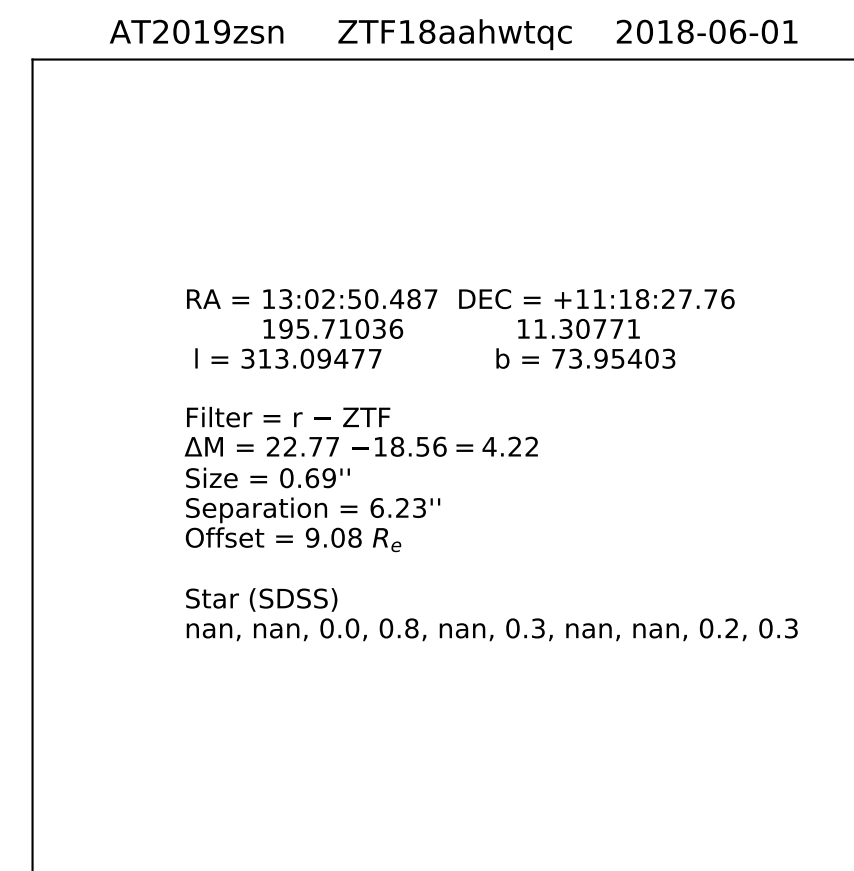 AT2019zsn ZTF18aahwtqc 2018-06-01
RA = 13:02:50.487 DEC = +11:18:27.76
195.71036 11.30771
l = 313.09477 b = 73.95403
Filter = r − ZTF
ΔM = 22.77 −18.56 = 4.22
Size = 0.69''
Separation = 6.23''
Offset = 9.08 Re
Star (SDSS)
nan, nan, 0.0, 0.8, nan, 0.3, nan, nan, 0.2, 0.3